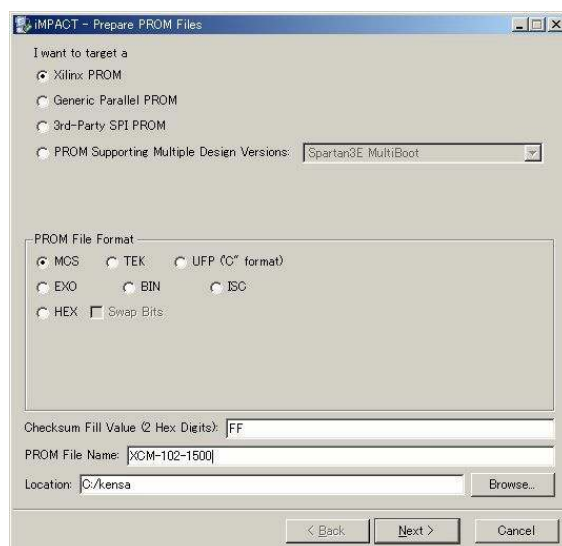 iMPACT - Prepare PROM Files
I want to target a
Xilinx PROM
Generic Parallel PROM
3rd-Party SPI PROM
PROM Supporting Multiple Design Versions: Spartan3E MultiBoot
PROM File Format
MCS TEK UFP ("C" format)
EXO BIN ISC
HEX Swap Bits
Checksum Fill Value (2 Hex Digits): FF
PROM File Name: XCM-102-1500
Location: C:/kensa Browse...
< Back Next > Cancel